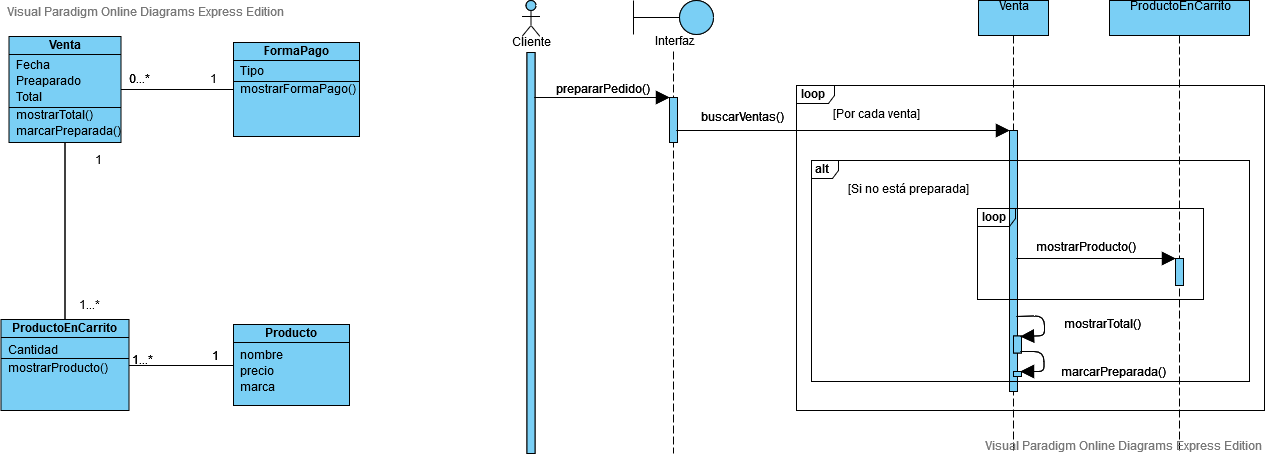 Visual Paradigm Online Diagrams Express Edition
Venta
Fecha
Preaparado
Total
mostrarTotal()
marcarPreparada()
0...*
1
FormaPago
Tipo
mostrarFormaPago()
1
1...*
ProductoEnCarrito
Cantidad
mostrarProducto()
1...*
1
Producto
nombre
precio
marca
Cliente
Interfaz
Venta
ProductoEnCarrito
prepararPedido()
buscarVentas()
loop
[Por cada venta]
alt
[Si no está preparada]
loop
mostrarProducto()
mostrarTotal()
marcarPreparada()
Visual Paradigm Online Diagrams Express Edition